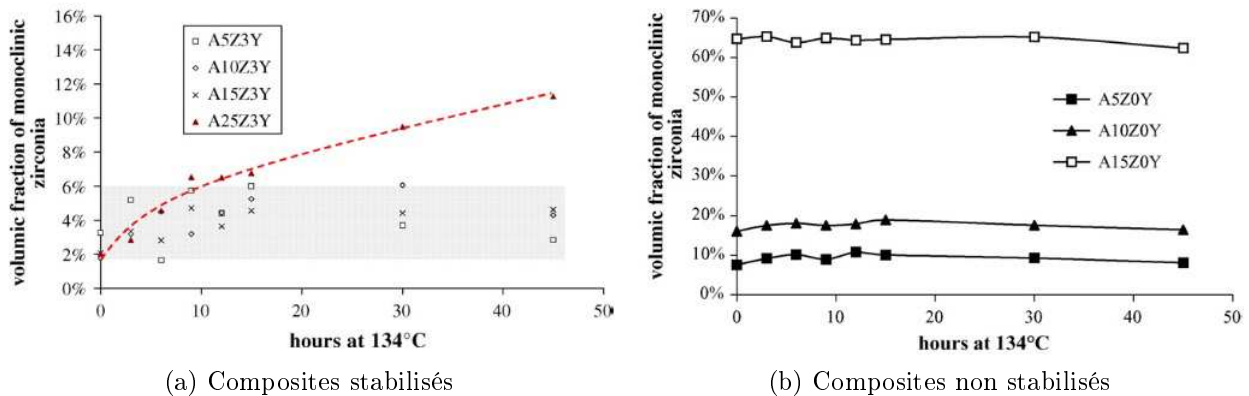 16%
14%
12%
10%
8%
6%
4%
2%
0%
volumic fraction of monoclinic
zirconia
A5Z3Y
A10Z3Y
A15Z3Y
A25Z3Y
0 10 20 30 40 50
hours at 134°C
(a) Composites stabilisés
70%
60%
50%
40%
30%
20%
10%
0%
volumic fraction of monoclinic
zirconia
A5Z0Y
A10Z0Y
A15Z0Y
0 10 20 30 40 50
hours at 134°C
(b) Composites non stabilisés